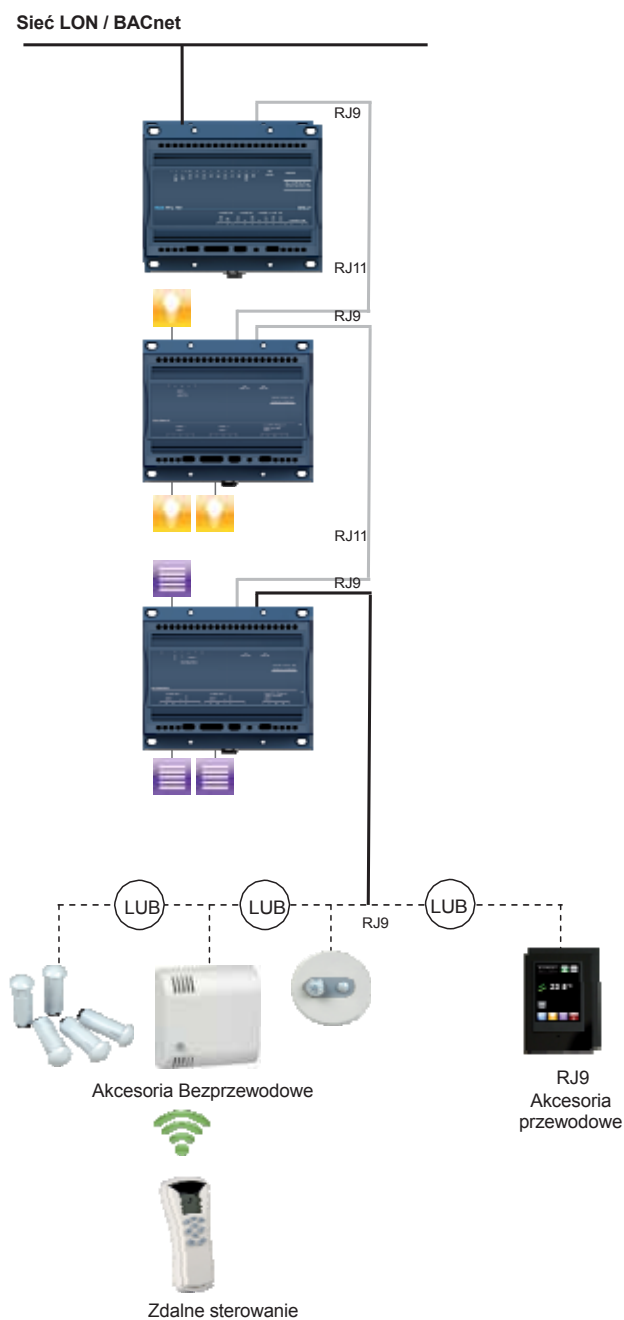 Sieć LON / BACnet
RJ9
RJ11
RJ9
RJ11
RJ9
LUB
LUB
LUB
RJ9
Akcesoria Bezprzewodowe
RJ9
Akcesoria
przewodowe
Zdalne sterowanie